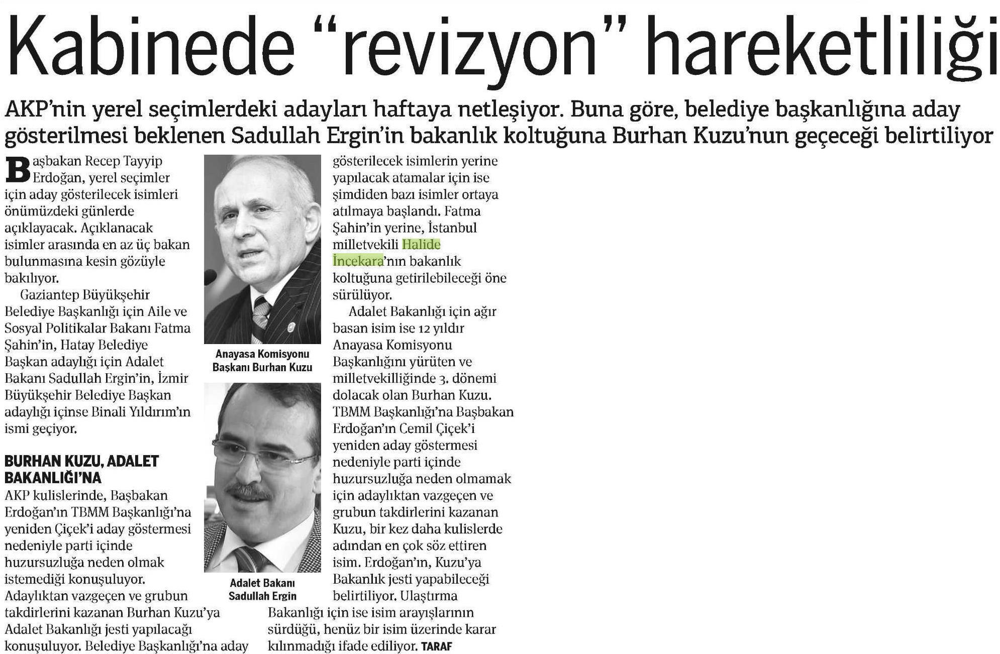 Kabinede “revizyon” hareketliliği
AKP’nin yerel seçimlerdeki adayları haftaya netleşiyor. Buna göre, belediye başkanlığına aday
gösterilmesi beklenen Sadullah Ergin’in bakanlık koltuğuna Burhan Kuzu’nun geçeceği belirtiliyor
Başbakan Recep Tayyip
Erdoğan, yerel seçimler
için aday gösterilecek isimleri
önümüzdeki günlerde
açıklayacak. Açıklanacak
isimler arasında en az üç bakan
bulunmasına kesin gözüyle
bakılıyor.
Gaziantep Büyükşehir
Belediye Başkanlığı için Aile ve
Sosyal Politikalar Bakanı Fatma
Şahin’in, Hatay Belediye
Başkan adaylığı için Adalet
Bakanı Sadullah Ergin’in, İzmir
Büyükşehir Belediye Başkan
adaylığı içinse Binali Yıldırım’ın
ismi geçiyor.
BURHAN KUZU, ADALET
BAKANLIĞI’NA
AKP kulislerinde, Başbakan
Erdoğan’ın TBMM Başkanlığı’na
yeniden Çiçek’i aday göstermesi
nedeniyle parti içinde
huzursuzluğa neden olmak
istemediği konuşuluyor.
Adaylıktan vazgeçen ve grubun
takdirlerini kazanan Burhan Kuzu’ya
Adalet Bakanlığı jesti yapılacağı
konuşuluyor. Belediye Başkanlığı’na aday
Anayasa Komisyonu
Başkanı Burhan Kuzu
Adalet Bakanı
Sadullah Ergin
gösterilecek isimlerin yerine
yapılacak atamalar için ise
şimdiden bazı isimler ortaya
atılmaya başlandı. Fatma
Şahin’in yerine, İstanbul
milletvekili Halide
İncekara’nın bakanlık
koltuğuna getirilebileceği öne
sürülüyor.
Adalet Bakanlığı için ağır
basan isim ise 12 yıldır
Anayasa Komisyonu
Başkanlığını yürüten ve
milletvekilliğinde 3. dönemi
dolacak olan Burhan Kuzu.
TBMM Başkanlığı’na Başbakan
Erdoğan’ın Cemil Çiçek’i
yeniden aday göstermesi
nedeniyle parti içinde
huzursuzluğa neden olmamak
için adaylıktan vazgeçen ve
grubun takdirlerini kazanan
Kuzu, bir kez daha kulislerde
adından en çok söz ettiren
isim. Erdoğan’ın, Kuzu’ya
Bakanlık jesti yapabileceği
belirtiliyor. Ulaştırma
Bakanlığı için ise isim arayışlarının
sürdüğü, henüz bir isim üzerinde karar
kılınmadığı ifade ediliyor. TARAF